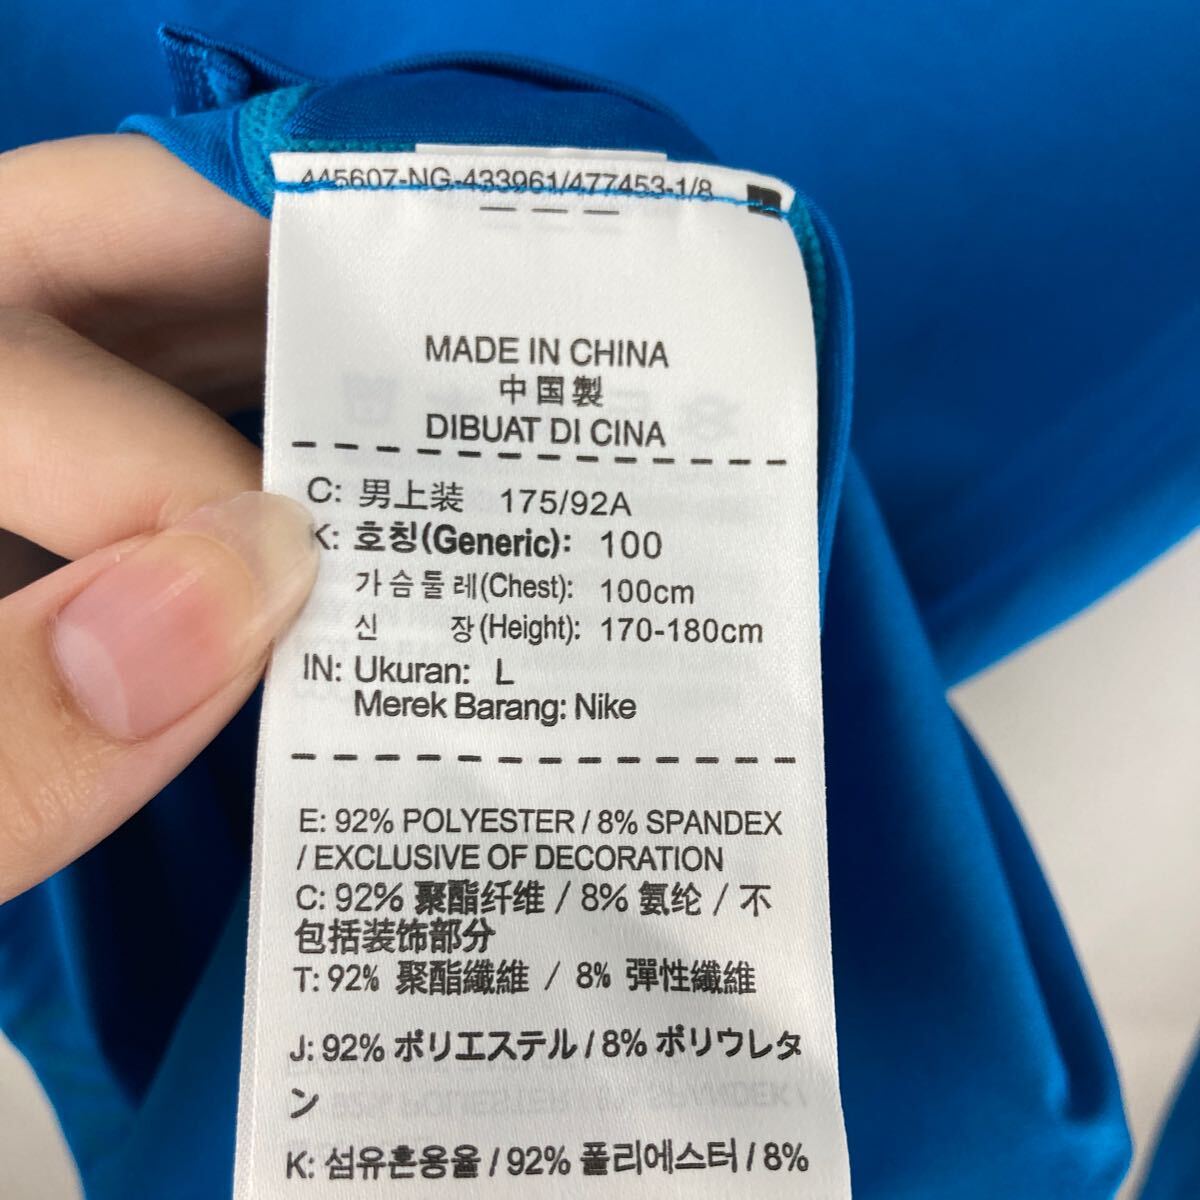 445607-NG-433961/477453-1/8
MADE IN CHINA
中国製
DIBUAT DI CINA
C: 男上装 175/92A
K: 호칭(Generic): 100
가슴둘레(Chest): 100cm
신 장(Height): 170-180cm
IN: Ukuran: L
Merek Barang: Nike
E: 92% POLYESTER / 8% SPANDEX
/ EXCLUSIVE OF DECORATION
C: 92% 聚酯纤维 / 8% 氨纶 / 不
包括装饰部分
T: 92% 聚酯纖維 / 8% 彈性纖維
J: 92% ポリエステル / 8% ポリウレタ
ン
K: 섬유혼용율 / 92% 폴리에스터 / 8%